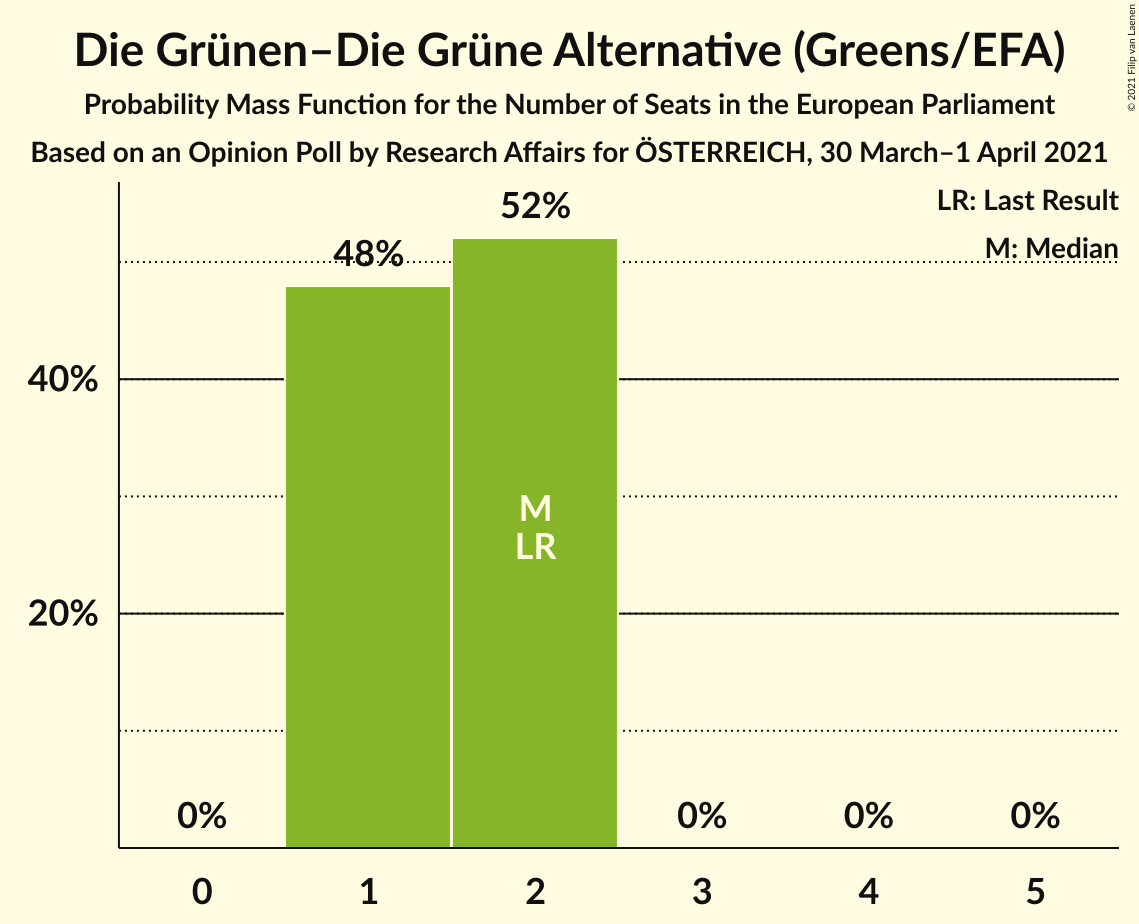 Die Grünen–Die Grüne Alternative (Greens/EFA)
Probability Mass Function for the Number of Seats in the European Parliament
Based on an Opinion Poll by Research Affairs for ÖSTERREICH, 30 March–1 April 2021
© 2021 Filip van Laenen
LR: Last Result
M: Median
52%
48%
40%
M
LR
20%
0%
0%
0%
0%
0 1 2 3 4 5